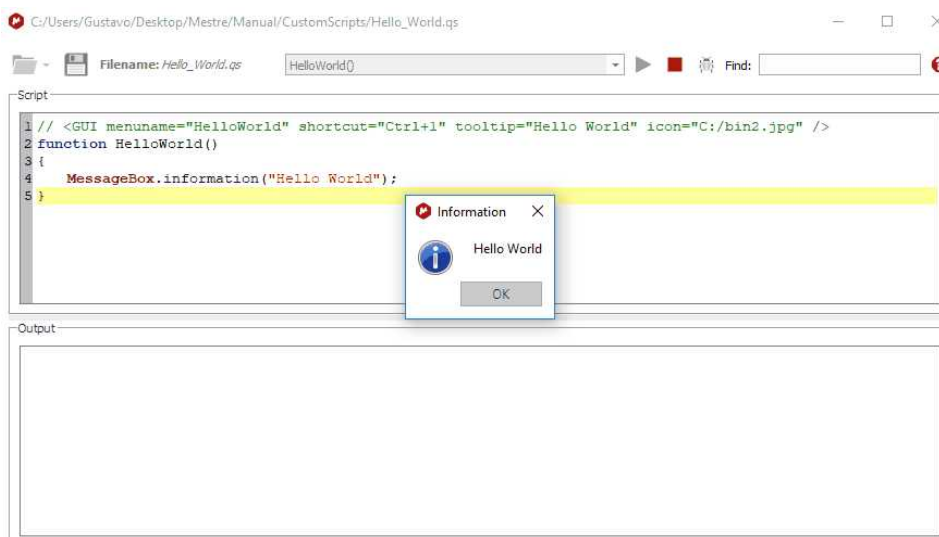 C:/Users/Gustavo/Desktop/Mestre/Manual/CustomScripts/Hello_World.qs
Filename: Hello_World.qs HelloWorld() Find:
Script
1 // <GUI menuname="HelloWorld" shortcut="Ctrl+1" tooltip="Hello World" icon="C:/bin2.jpg" />
2 function HelloWorld()
3 {
4 MessageBox.information("Hello World");
5 }
Information
Hello World
OK
Output